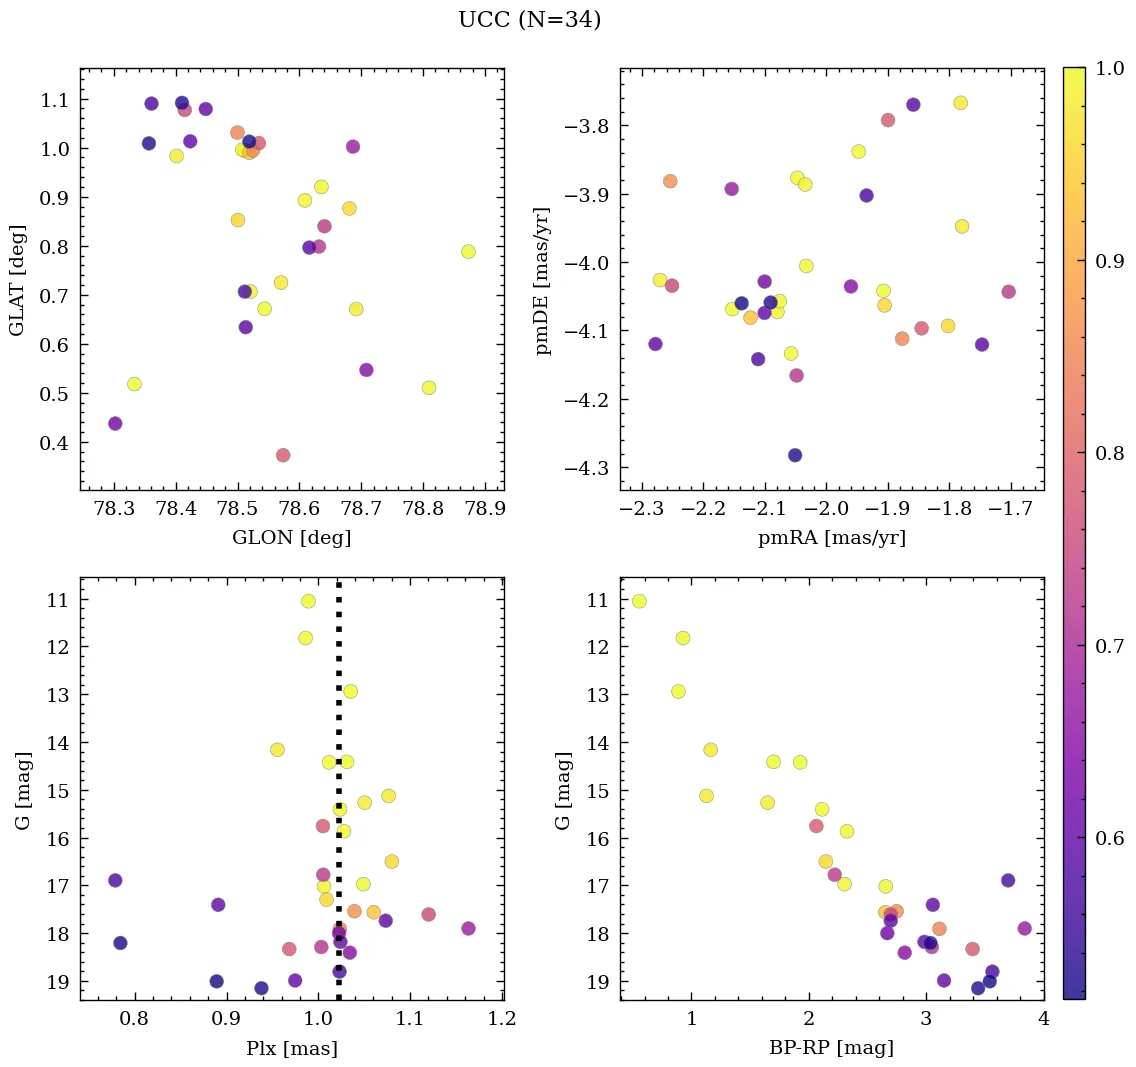 UCC (N=34)
1.1
1.0
0.9
0.8
0.7
0.6
0.5
0.4
GLAT [deg]
78.3 78.4 78.5 78.6 78.7 78.8 78.9
GLON [deg]
−3.8
−3.9
−4.0
−4.1
−4.2
−4.3
pmDE [mas/yr]
−2.3 −2.2 −2.1 −2.0 −1.9 −1.8 −1.7
pmRA [mas/yr]
11
12
13
14
15
16
17
18
19
G [mag]
0.8 0.9 1.0 1.1 1.2
Plx [mas]
11
12
13
14
15
16
17
18
19
G [mag]
1 2 3 4
BP-RP [mag]
1.0
0.9
0.8
0.7
0.6